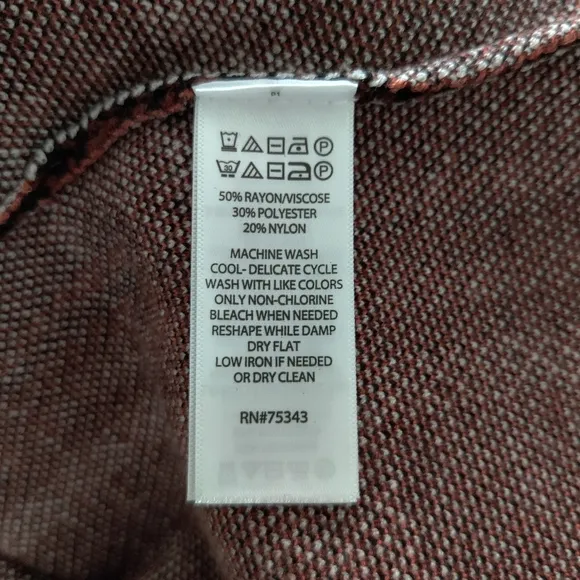 M
P
30
P
50% RAYON/VISCOSE
30% POLYESTER
20% NYLON
MACHINE WASH
COOL- DELICATE CYCLE
WASH WITH LIKE COLORS
ONLY NON-CHLORINE
BLEACH WHEN NEEDED
RESHAPE WHILE DAMP
DRY FLAT
LOW IRON IF NEEDED
OR DRY CLEAN
RN#75343